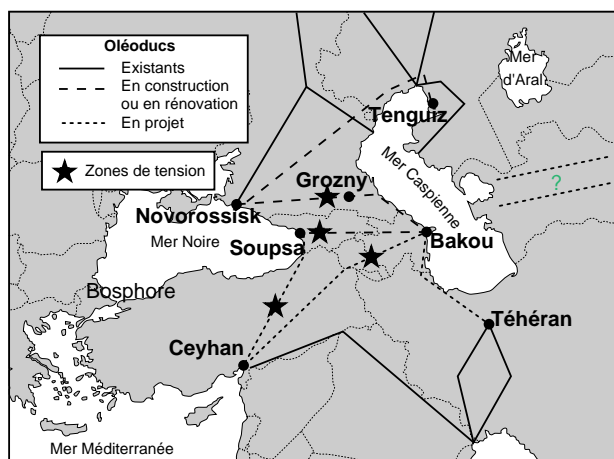 Oléoducs
Existants
En construction
ou en rénovation
En projet
Zones de tension
Mer
d'Aral
Tenguiz
Mer Caspienne
?
Grozny
Novorossisk
Mer Noire
Soupsa
Bakou
Bosphore
Téhéran
Ceyhan
Mer Méditerranée